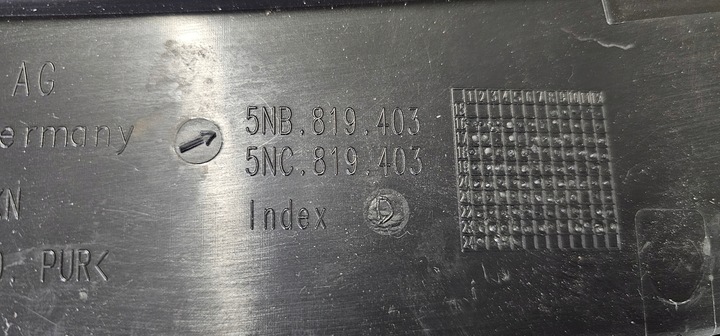 AG
ermany
5NB.819.403
5NC.819.403
N
Index D
PUR<